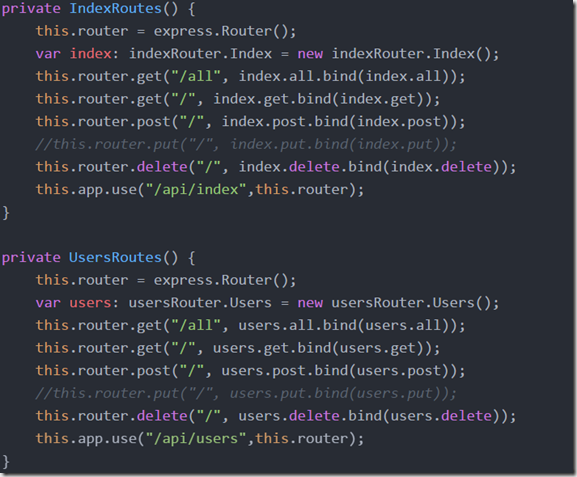 private IndexRoutes() {
    this.router = express.Router();
    var index: indexRouter.Index = new indexRouter.Index();
    this.router.get("/all", index.all.bind(index.all));
    this.router.get("/", index.get.bind(index.get));
    this.router.post("/", index.post.bind(index.post));
    //this.router.put("/", index.put.bind(index.put));
    this.router.delete("/", index.delete.bind(index.delete));
    this.app.use("/api/index",this.router);
}

private UsersRoutes() {
    this.router = express.Router();
    var users: usersRouter.Users = new usersRouter.Users();
    this.router.get("/all", users.all.bind(users.all));
    this.router.get("/", users.get.bind(users.get));
    this.router.post("/", users.post.bind(users.post));
    //this.router.put("/", users.put.bind(users.put));
    this.router.delete("/", users.delete.bind(users.delete));
    this.app.use("/api/users",this.router);
}